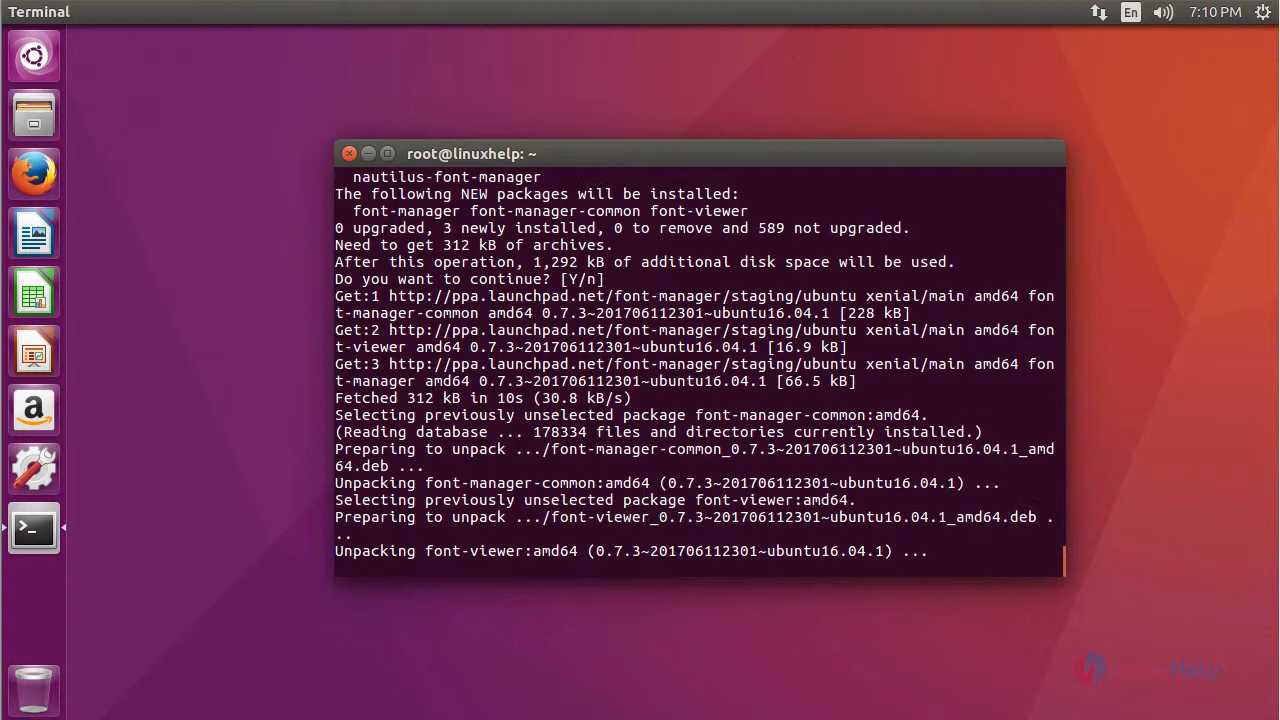 Terminal
En
7:10 PM
root@linuxhelp: ~
nautilus-font-manager
The following NEW packages will be installed:
font-manager font-manager-common font-viewer
0 upgraded, 3 newly installed, 0 to remove and 589 not upgraded.
Need to get 312 kB of archives.
After this operation, 1,292 kB of additional disk space will be used.
Do you want to continue? [Y/n]
Get:1 http://ppa.launchpad.net/font-manager/staging/ubuntu xenial/main amd64 fon
t-manager-common amd64 0.7.3~201706112301~ubuntu16.04.1 [228 kB]
Get:2 http://ppa.launchpad.net/font-manager/staging/ubuntu xenial/main amd64 fon
t-viewer amd64 0.7.3~201706112301~ubuntu16.04.1 [16.9 kB]
Get:3 http://ppa.launchpad.net/font-manager/staging/ubuntu xenial/main amd64 fon
t-manager amd64 0.7.3~201706112301~ubuntu16.04.1 [66.5 kB]
Fetched 312 kB in 10s (30.8 kB/s)
Selecting previously unselected package font-manager-common:amd64.
(Reading database ... 178334 files and directories currently installed.)
Preparing to unpack .../font-manager-common_0.7.3~201706112301~ubuntu16.04.1_amd
64.deb ...
Unpacking font-manager-common:amd64 (0.7.3~201706112301~ubuntu16.04.1) ...
Selecting previously unselected package font-viewer:amd64.
Preparing to unpack .../font-viewer_0.7.3~201706112301~ubuntu16.04.1_amd64.deb .
..
Unpacking font-viewer:amd64 (0.7.3~201706112301~ubuntu16.04.1) ...
Help